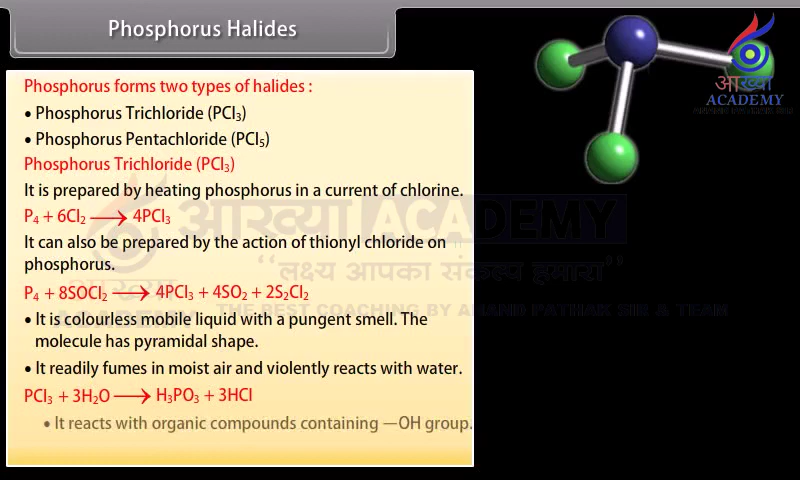 Phosphorus Halides
Phosphorus forms two types of halides :
• Phosphorus Trichloride (PCl₃)
• Phosphorus Pentachloride (PCl₅)
Phosphorus Trichloride (PCl₃)
It is prepared by heating phosphorus in a current of chlorine.
P₄ + 6Cl₂ ⟶ 4PCl₃
It can also be prepared by the action of thionyl chloride on
phosphorus.
P₄ + 8SOCl₂ ⟶ 4PCl₃ + 4SO₂ + 2S₂Cl₂
• It is colourless mobile liquid with a pungent smell. The
molecule has pyramidal shape.
• It readily fumes in moist air and violently reacts with water.
PCl₃ + 3H₂O ⟶ H₃PO₃ + 3HCl
• It reacts with organic compounds containing —OH group.
आख्या
ACADEMY
आख्या ACADEMY
“लक्ष्य आपका संकल्प हमारा”
THE BEST COACHING BY ANAND PATHAK SIR & TEAM
आख्या
ACADEMY